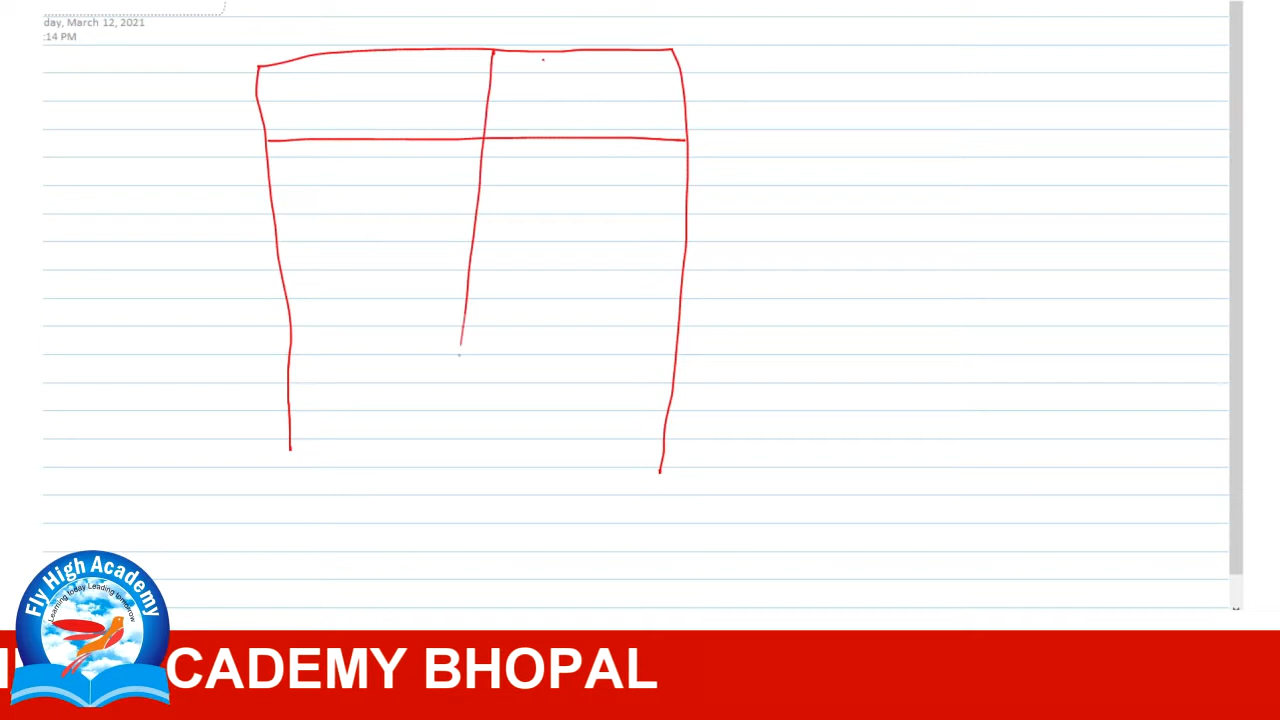 day, March 12, 2021
:14 PM
Fly High Academy
Learning today Leading tomorrow
CADEMY BHOPAL